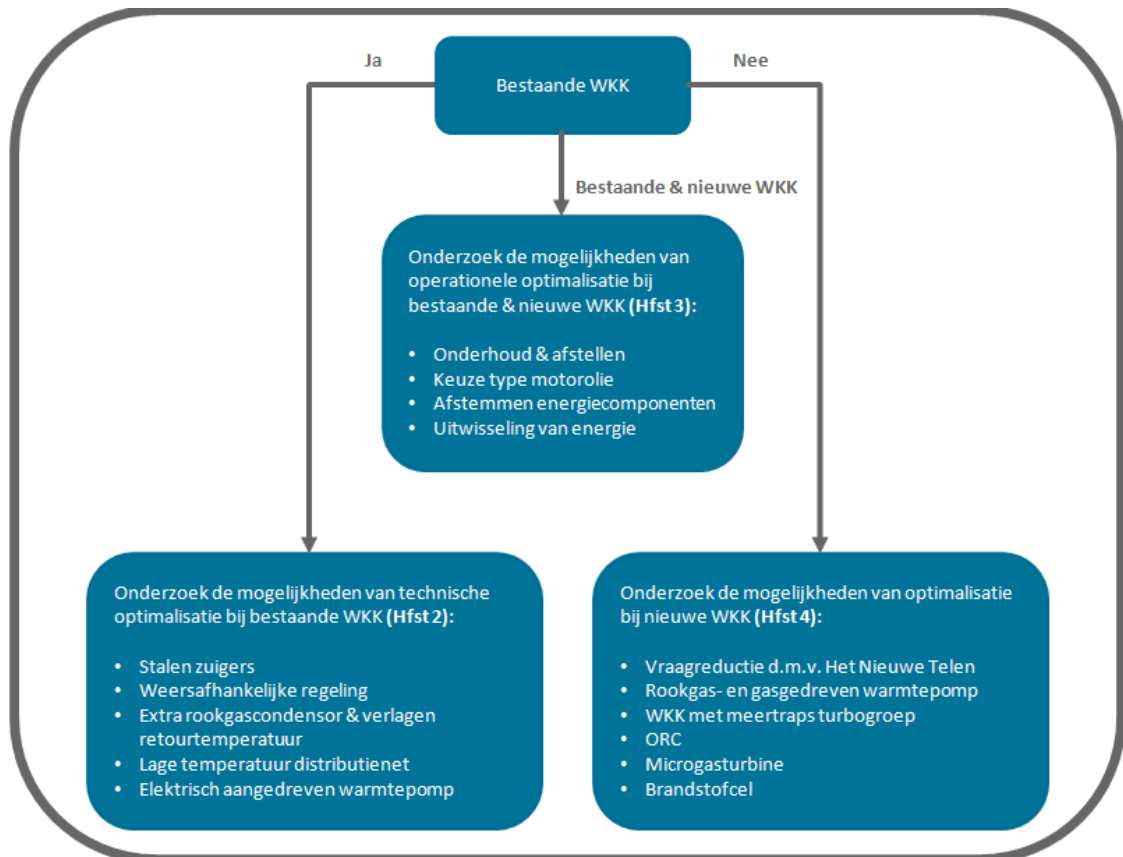 Ja
Bestaande WKK
Nee
Bestaande & nieuwe WKK
Onderzoek de mogelijkheden van
operationele optimalisatie bij
bestaande & nieuwe WKK (Hfst 3):
• Onderhoud & afstellen
• Keuze type motorolie
• Afstemmen energiecomponenten
• Uitwisseling van energie
Onderzoek de mogelijkheden van technische
optimalisatie bij bestaande WKK (Hfst 2):
• Stalen zuigers
• Weersafhankelijke regeling
• Extra rookgascondensor & verlagen
retourtemperatuur
• Lage temperatuur distributienet
• Elektrisch aangedreven warmtepomp
Onderzoek de mogelijkheden van optimalisatie
bij nieuwe WKK (Hfst 4):
• Vraagreductie d.m.v. Het Nieuwe Telen
• Rookgas- en gasgedreven warmtepomp
• WKK met meertraps turbogroep
• ORC
• Microgasturbine
• Brandstofcel